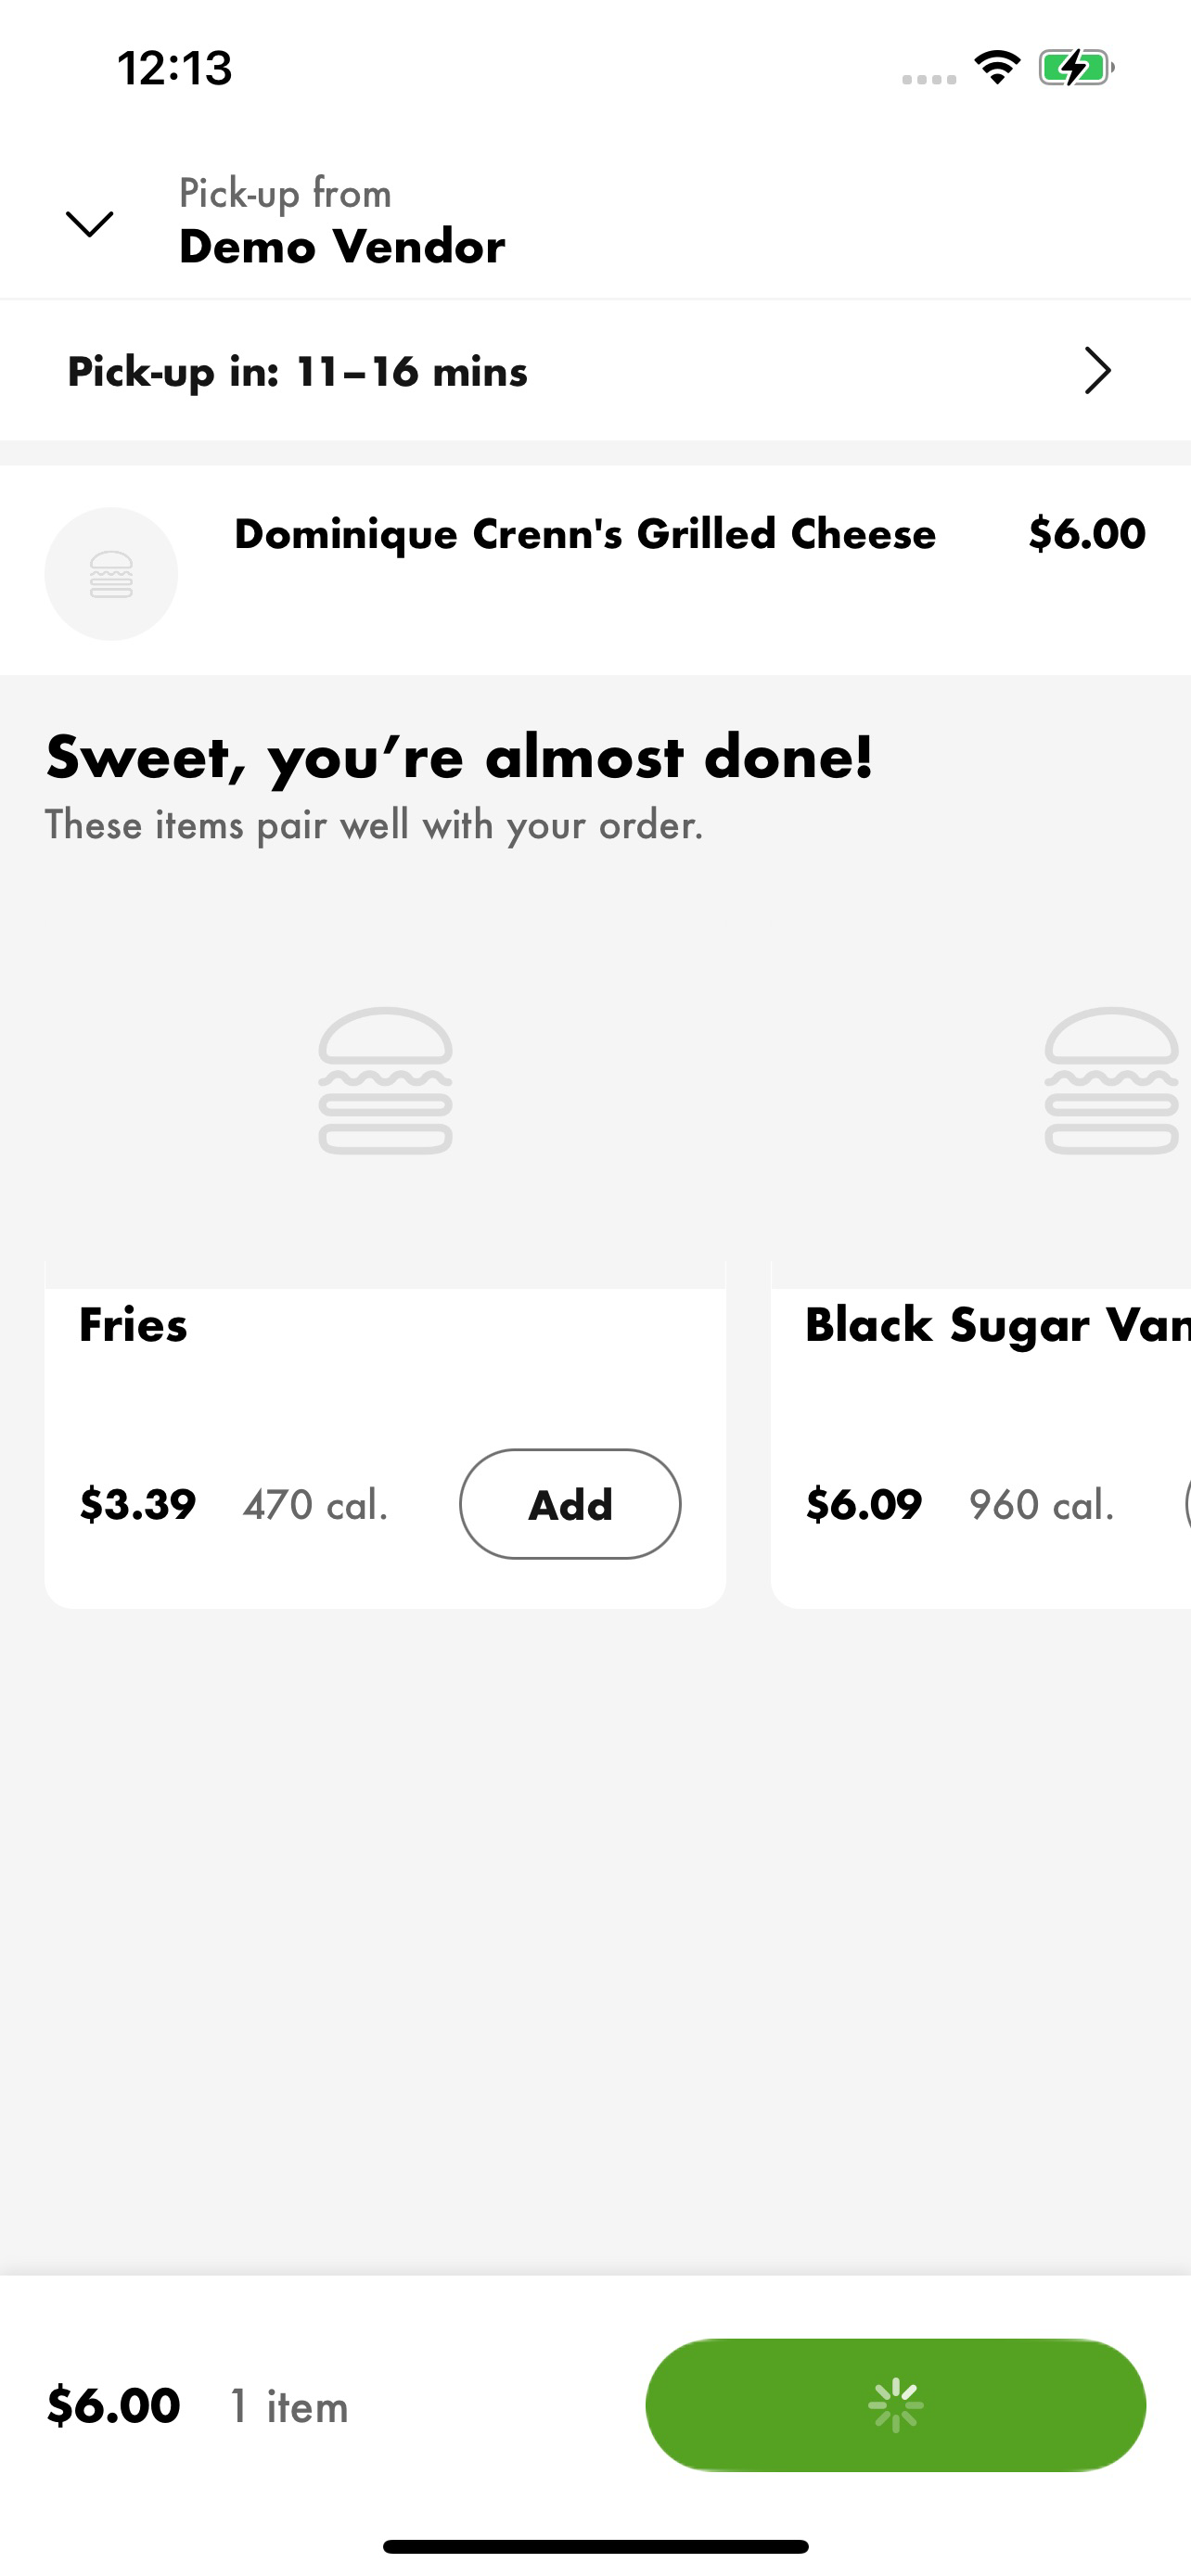 12:13
Pick-up from
Demo Vendor
Pick-up in: 11–16 mins
Dominique Crenn's Grilled Cheese $6.00
Sweet, you’re almost done!
These items pair well with your order.
Fries
Black Sugar
$3.39 470 cal. Add
$6.09 960 cal.
$6.00 1 item